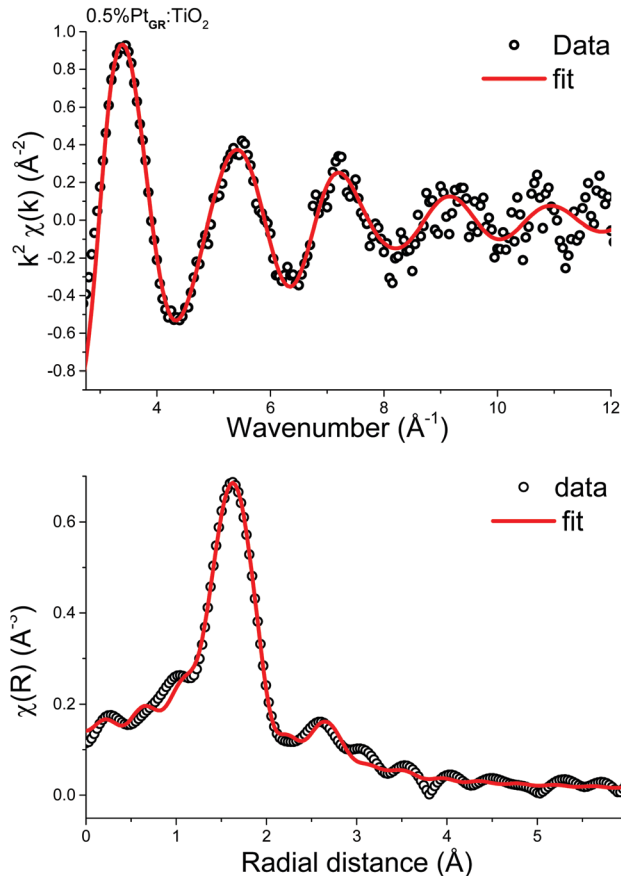 0.5%Pt_GR:TiO₂
Data
fit
1.0
0.8
0.6
0.4
0.2
0.0
-0.2
-0.4
-0.6
-0.8
k² χ(k) (Å⁻²)
4 6 8 10 12
Wavenumber (Å⁻¹)
data
fit
0.6
0.4
0.2
0.0
χ(R) (A⁻³)
0 1 2 3 4 5
Radial distance (Å)